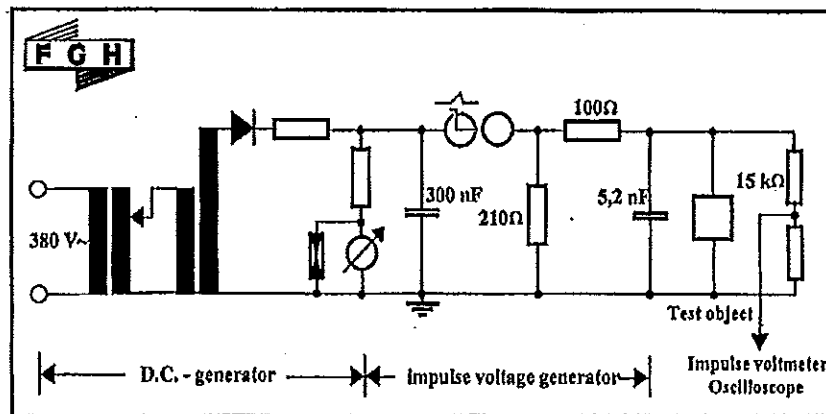 F G H
100Ω
300 nF
210Ω
5,2 nF
15 kΩ
380 V~
Test object
D.C. - generator
Impulse voltage generator
Impulse voltmeter
Oscilloscope